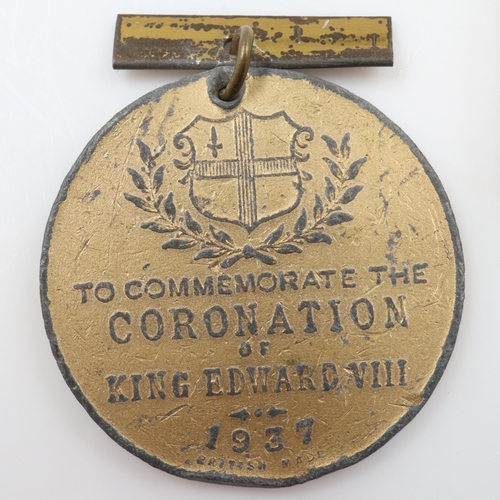 TO COMMEMORATE THE
CORONATION
OF
KING EDWARD VIII
1937
BRITISH MADE